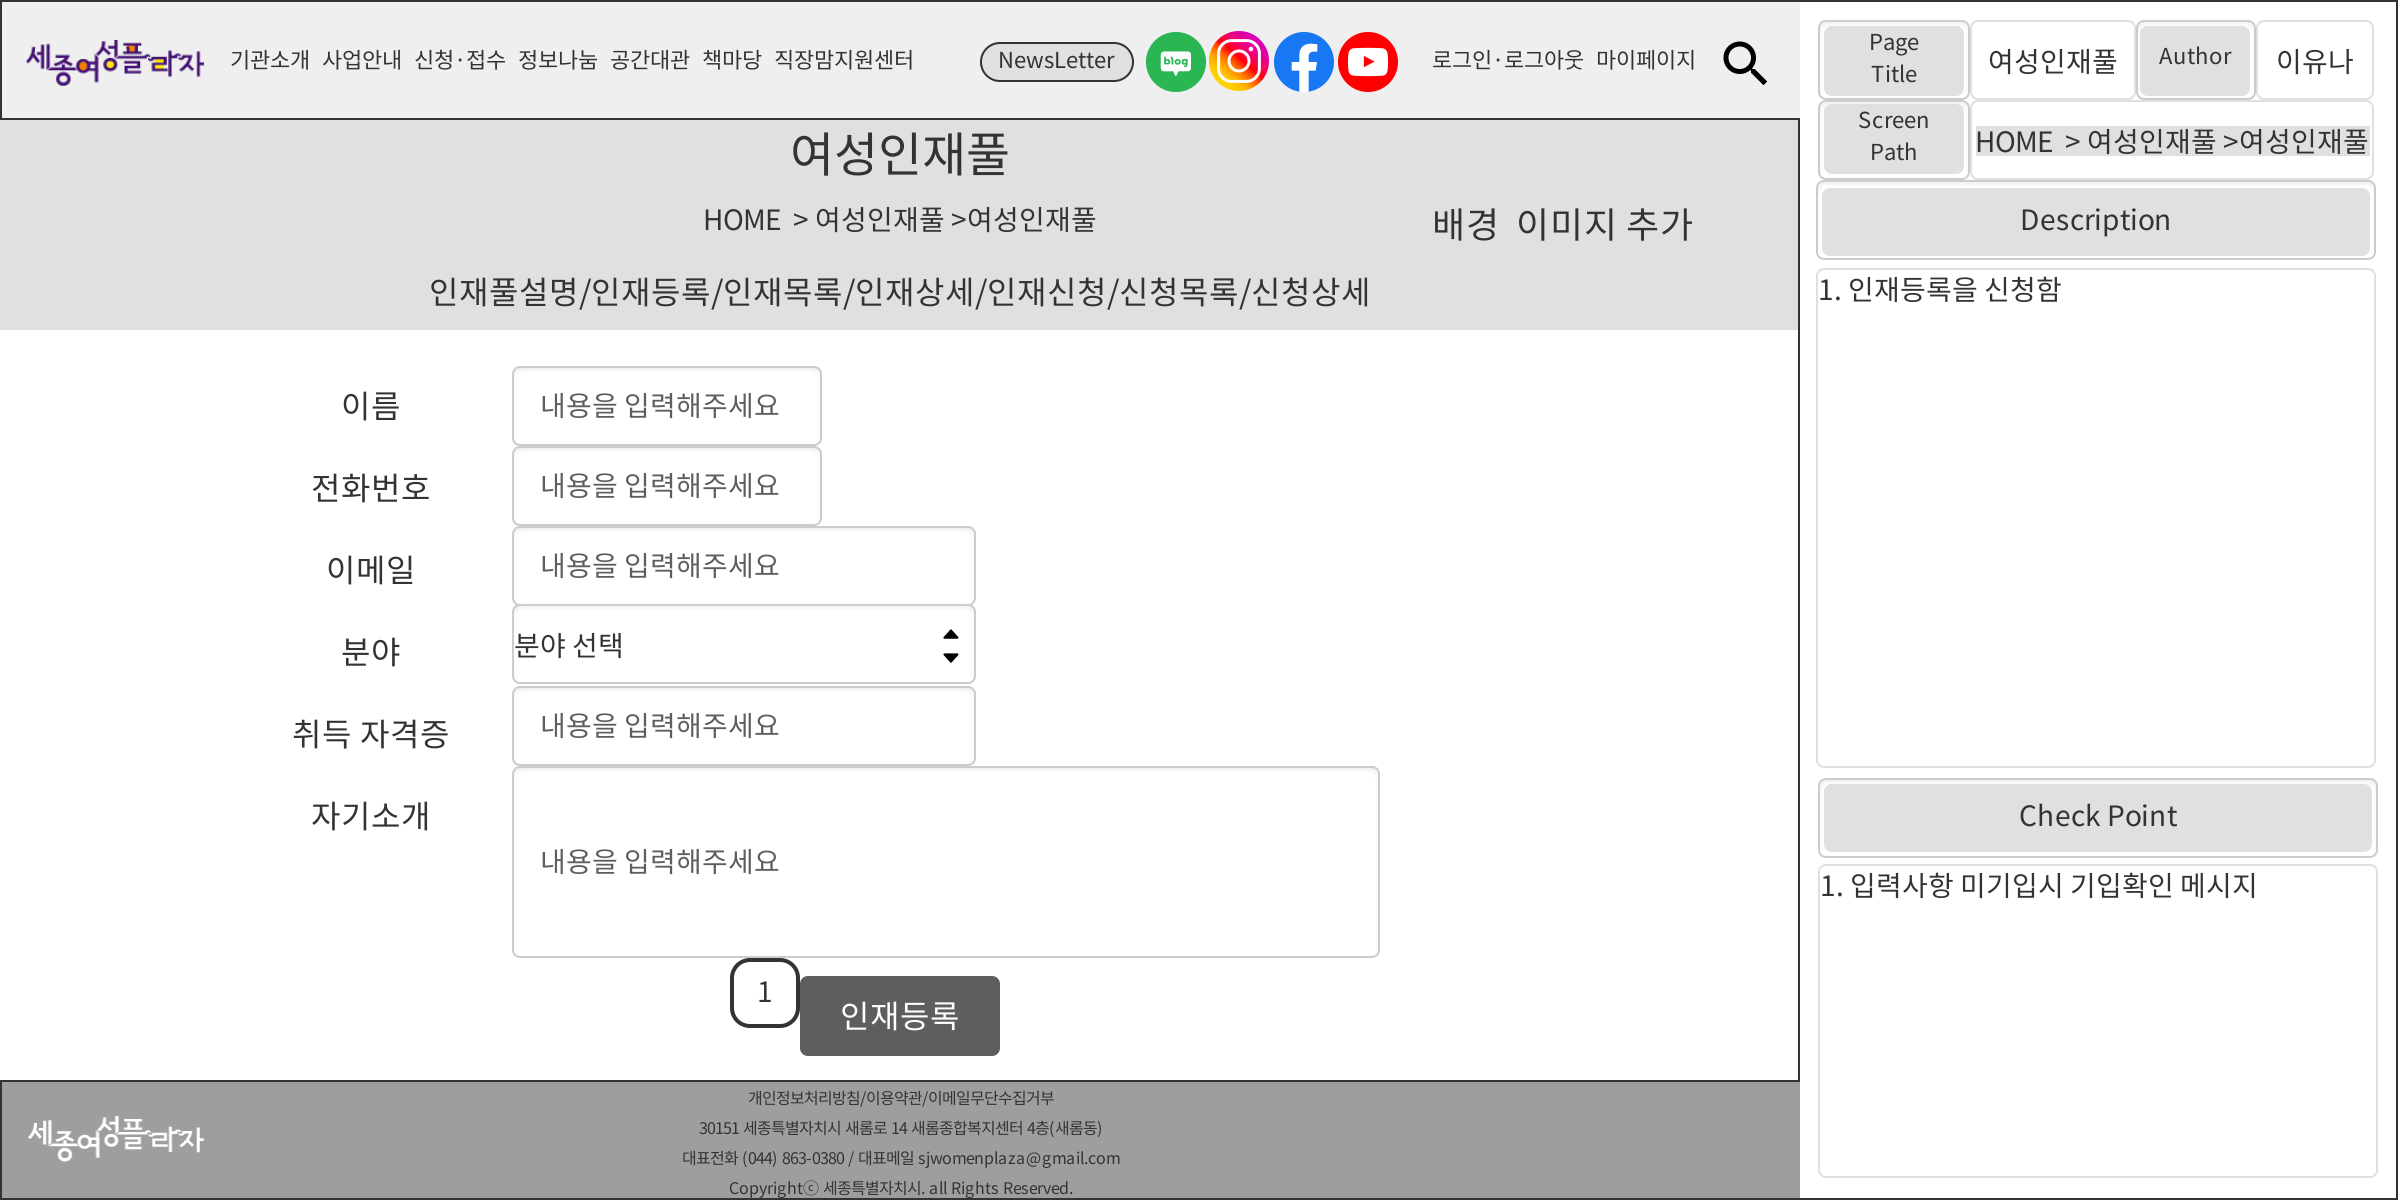 세종여성플라자
기관소개 사업안내 신청·접수 정보나눔 공간대관 책마당 직장맘지원센터
NewsLetter
blog
로그인·로그아웃 마이페이지
여성인재풀
HOME > 여성인재풀 >여성인재풀
배경 이미지 추가
인재풀설명/인재등록/인재목록/인재상세/인재신청/신청목록/신청상세
이름
내용을 입력해주세요
전화번호
내용을 입력해주세요
이메일
내용을 입력해주세요
분야
분야 선택
취득 자격증
내용을 입력해주세요
자기소개
내용을 입력해주세요
1
인재등록
세종여성플라자
개인정보처리방침/이용약관/이메일무단수집거부
30151 세종특별자치시 새롬로 14 새롬종합복지센터 4층(새롬동)
대표전화 (044) 863-0380 / 대표메일 sjwomenplaza@gmail.com
Copyrightⓒ 세종특별자치시. all Rights Reserved.
Page
Title
여성인재풀
Author
이유나
Screen
Path
HOME > 여성인재풀 >여성인재풀
Description
1. 인재등록을 신청함
Check Point
1. 입력사항 미기입시 기입확인 메시지